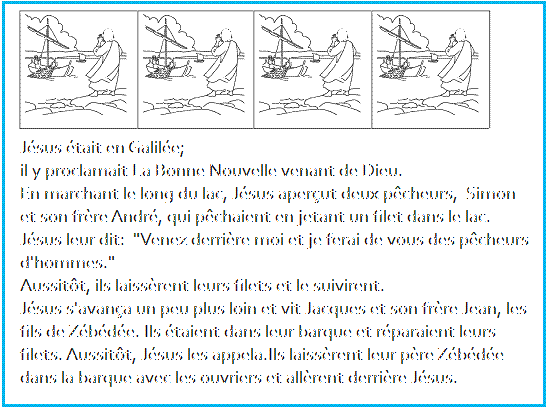 Jésus était en Galilée;
il y proclamait La Bonne Nouvelle venant de Dieu.
En marchant le long du lac, Jésus aperçut deux pêcheurs,  Simon
et son frère André, qui pêchaient en jetant un filet dans le lac.
Jésus leur dit:  "Venez derrière moi et je ferai de vous des pêcheurs
d'hommes."
Aussitôt, ils laissèrent leurs filets et le suivirent.
Jésus s'avança un peu plus loin et vit Jacques et son frère Jean, les
fils de Zébédée. Ils étaient dans leur barque et réparaient leurs
filets. Aussitôt, Jésus les appela.Ils laissèrent leur père Zébédée
dans la barque avec les ouvriers et allèrent derrière Jésus.